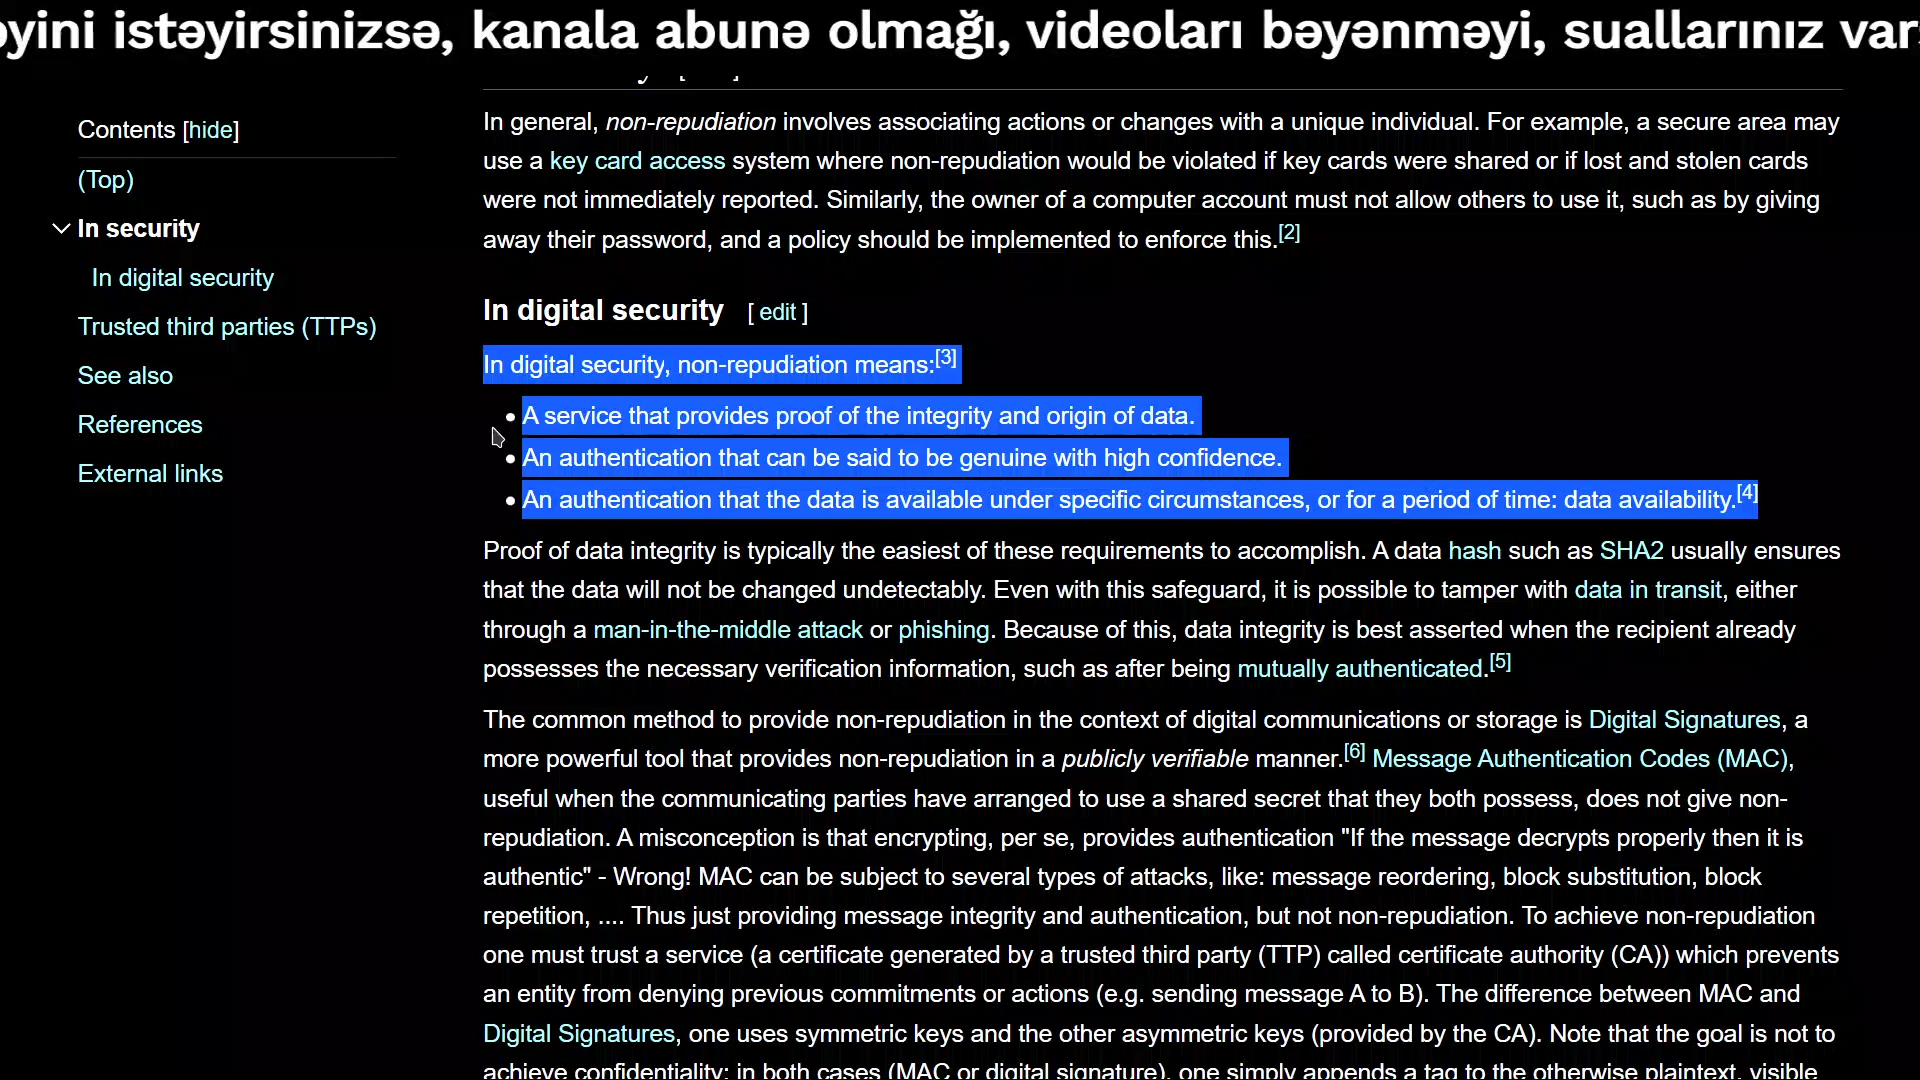 yini istəyirsinizsə, kanala abunə olmağı, videoları bəyənməyi, suallarınız var
Contents [hide]
(Top)
In security
In digital security
Trusted third parties (TTPs)
See also
References
External links
In general, non-repudiation involves associating actions or changes with a unique individual. For example, a secure area may
use a key card access system where non-repudiation would be violated if key cards were shared or if lost and stolen cards
were not immediately reported. Similarly, the owner of a computer account must not allow others to use it, such as by giving
away their password, and a policy should be implemented to enforce this.[2]
In digital security [ edit ]
In digital security, non-repudiation means:[3]
• A service that provides proof of the integrity and origin of data.
• An authentication that can be said to be genuine with high confidence.
• An authentication that the data is available under specific circumstances, or for a period of time: data availability.[4]
Proof of data integrity is typically the easiest of these requirements to accomplish. A data hash such as SHA2 usually ensures
that the data will not be changed undetectably. Even with this safeguard, it is possible to tamper with data in transit, either
through a man-in-the-middle attack or phishing. Because of this, data integrity is best asserted when the recipient already
possesses the necessary verification information, such as after being mutually authenticated.[5]
The common method to provide non-repudiation in the context of digital communications or storage is Digital Signatures, a
more powerful tool that provides non-repudiation in a publicly verifiable manner.[6] Message Authentication Codes (MAC),
useful when the communicating parties have arranged to use a shared secret that they both possess, does not give non-
repudiation. A misconception is that encrypting, per se, provides authentication "If the message decrypts properly then it is
authentic" - Wrong! MAC can be subject to several types of attacks, like: message reordering, block substitution, block
repetition, .... Thus just providing message integrity and authentication, but not non-repudiation. To achieve non-repudiation
one must trust a service (a certificate generated by a trusted third party (TTP) called certificate authority (CA)) which prevents
an entity from denying previous commitments or actions (e.g. sending message A to B). The difference between MAC and
Digital Signatures, one uses symmetric keys and the other asymmetric keys (provided by the CA). Note that the goal is not to
achieve confidentiality: in both cases (MAC or digital signature), one simply appends a tag to the otherwise plaintext, visible